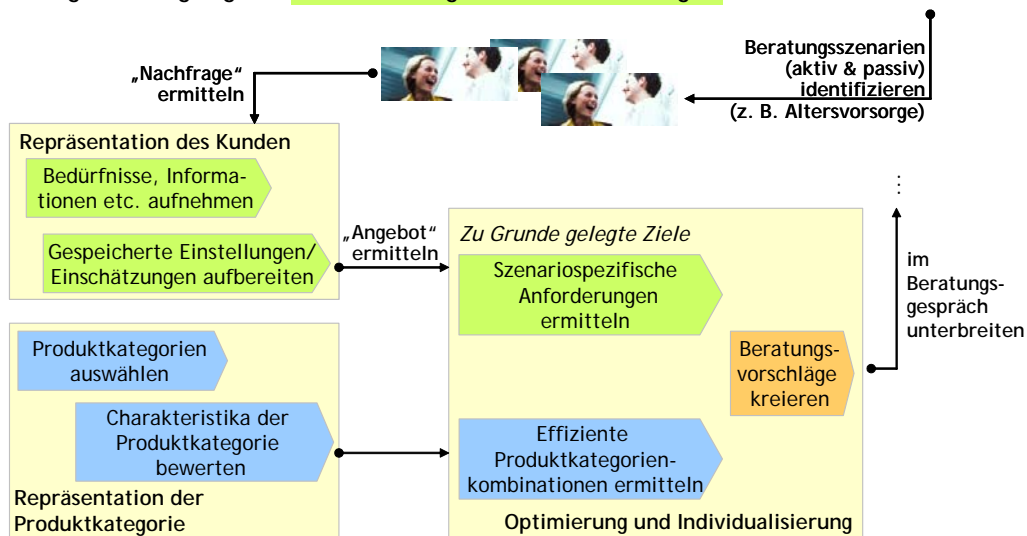 Beratungsszenarien
(aktiv & passiv)
identifizieren
(z. B. Altersvorsorge)
„Nachfrage“
ermitteln
Repräsentation des Kunden
Bedürfnisse, Informa-
tionen etc. aufnehmen
Gespeicherte Einstellungen/
Einschätzungen aufbereiten
„Angebot“
ermitteln
Zu Grunde gelegte Ziele
Szenariospezifische
Anforderungen
ermitteln
⋮
im
Beratungs-
gespräch
unterbreiten
Produktkategorien
auswählen
Charakteristika der
Produktkategorie
bewerten
Repräsentation der
Produktkategorie
Beratungs-
vorschläge
kreieren
Effiziente
Produktkategorien-
kombinationen ermitteln
Optimierung und Individualisierung